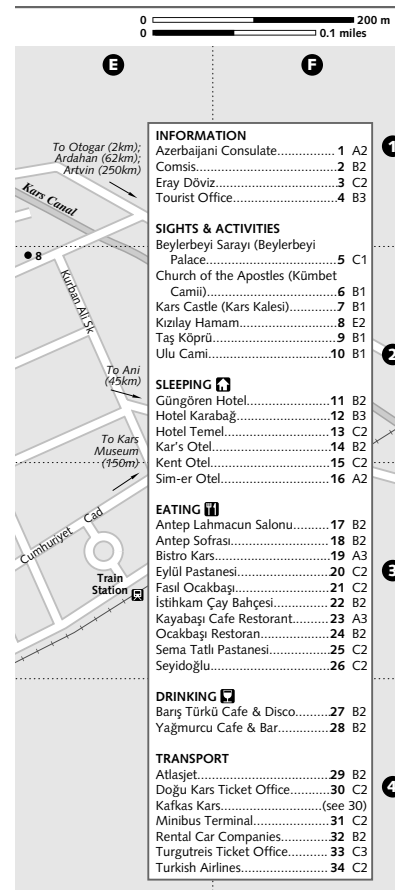 0 200 m
0 0.1 miles
E F
To Otogar (2km);
Ardahan (62km);
Artvin (250km)
Kars Canal
8
Kurban Ali Sk
To Ani
(45km)
To Kars
Museum
(150m)
Cumhuriyet Cad
Train
Station
1
2
3
4
INFORMATION
Azerbaijani Consulate................ 1 A2
Comsis.......................................2 B2
Eray Döviz..................................3 C2
Tourist Office.............................4 B3
SIGHTS & ACTIVITIES
Beylerbeyi Sarayı (Beylerbeyi
Palace.....................................5 C1
Church of the Apostles (Kümbet
Camii).....................................6 B1
Kars Castle (Kars Kalesi)............7 B1
Kızılay Hamam..........................8 E2
Taş Köprü..................................9 B1
Ulu Cami.................................10 B1
SLEEPING
Güngören Hotel......................11 B2
Hotel Karabağ.........................12 B3
Hotel Temel.............................13 C2
Kar's Otel................................14 B2
Kent Otel.................................15 C2
Sim-er Otel..............................16 A2
EATING
Antep Lahmacun Salonu..........17 B2
Antep Sofrası...........................18 B2
Bistro Kars...............................19 A3
Eylül Pastanesi.........................20 C2
Fasıl Ocakbaşı..........................21 C2
İstihkam Çay Bahçesi...............22 B2
Kayabaşı Cafe Restorant..........23 A3
Ocakbaşı Restoran...................24 B2
Sema Tatlı Pastanesi................25 C2
Seyidoğlu................................26 C2
DRINKING
Barış Türkü Cafe & Disco.........27 B2
Yağmurcu Cafe & Bar..............28 B2
TRANSPORT
Atlasjet....................................29 B2
Doğu Kars Ticket Office...........30 C2
Kafkas Kars.........................(see 30)
Minibus Terminal.....................31 C2
Rental Car Companies..............32 B2
Turgutreis Ticket Office............33 C3
Turkish Airlines........................34 C2